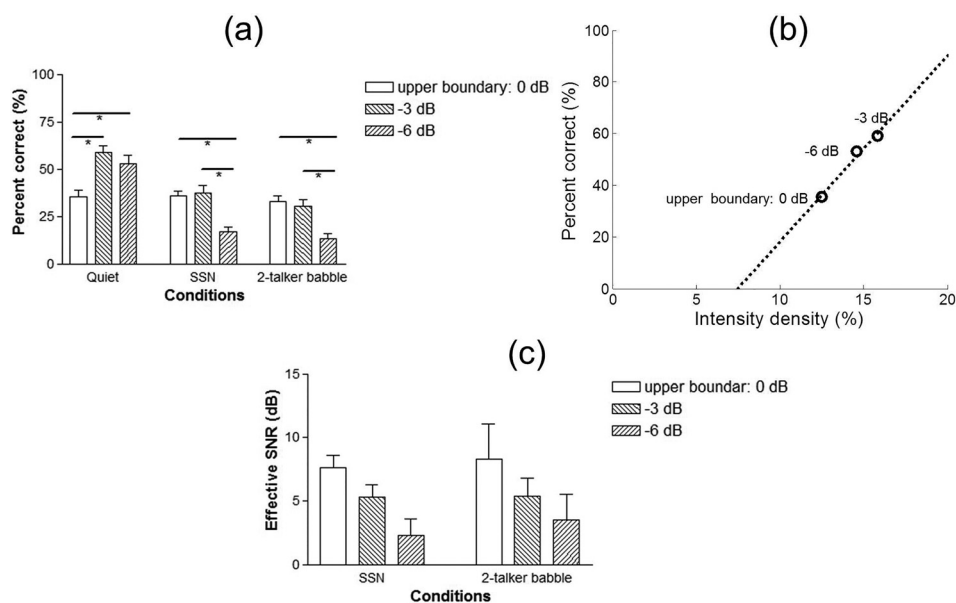 (a)
Percent correct (%)
100
75
50
25
0
*
*
*
*
*
*
Quiet
SSN
2-talker babble
Conditions
upper boundary: 0 dB
-3 dB
-6 dB
(b)
Percent correct (%)
100
80
60
40
20
0
-3 dB
-6 dB
upper boundary: 0 dB
0
5
10
15
20
Intensity density (%)
(c)
Effective SNR (dB)
15
10
5
0
SSN
2-talker babble
Conditions
upper boundar: 0 dB
-3 dB
-6 dB